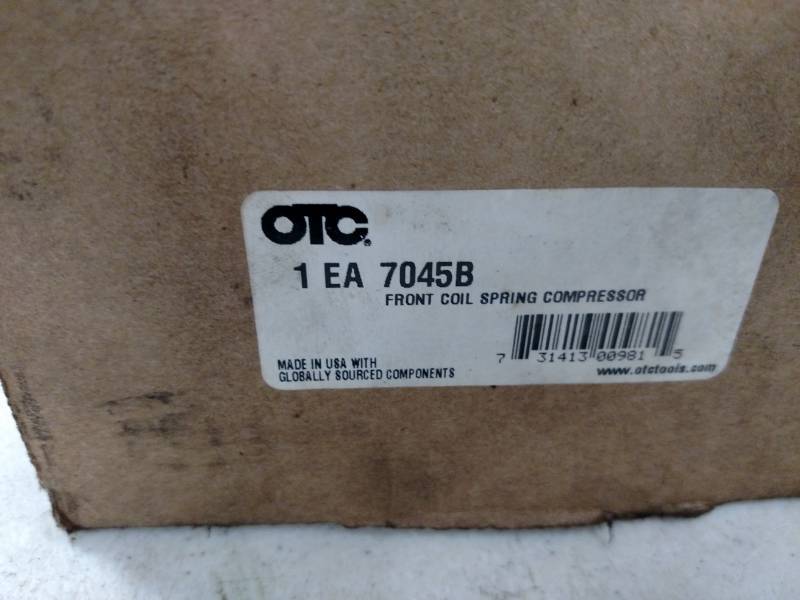 OTC®
1 EA 7045B
FRONT COIL SPRING COMPRESSOR
7 31413 00981 5
MADE IN USA WITH
GLOBALLY SOURCED COMPONENTS
www.otctools.com